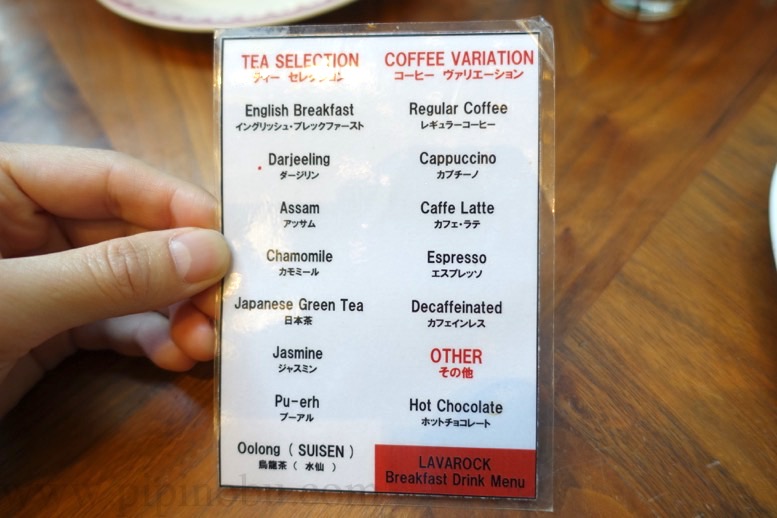 TEA SELECTION
ティー セレクション
English Breakfast
イングリッシュ・ブレックファースト
Darjeeling
ダージリン
Assam
アッサム
Chamomile
カモミール
Japanese Green Tea
日本茶
Jasmine
ジャスミン
Pu-erh
プーアル
Oolong ( SUISEN )
烏龍茶 ( 水仙 )
COFFEE VARIATION
コーヒー ヴァリエーション
Regular Coffee
レギュラーコーヒー
Cappuccino
カプチーノ
Caffe Latte
カフェ・ラテ
Espresso
エスプレッソ
Decaffeinated
カフェインレス
OTHER
その他
Hot Chocolate
ホットチョコレート
LAVAROCK
Breakfast Drink Menu